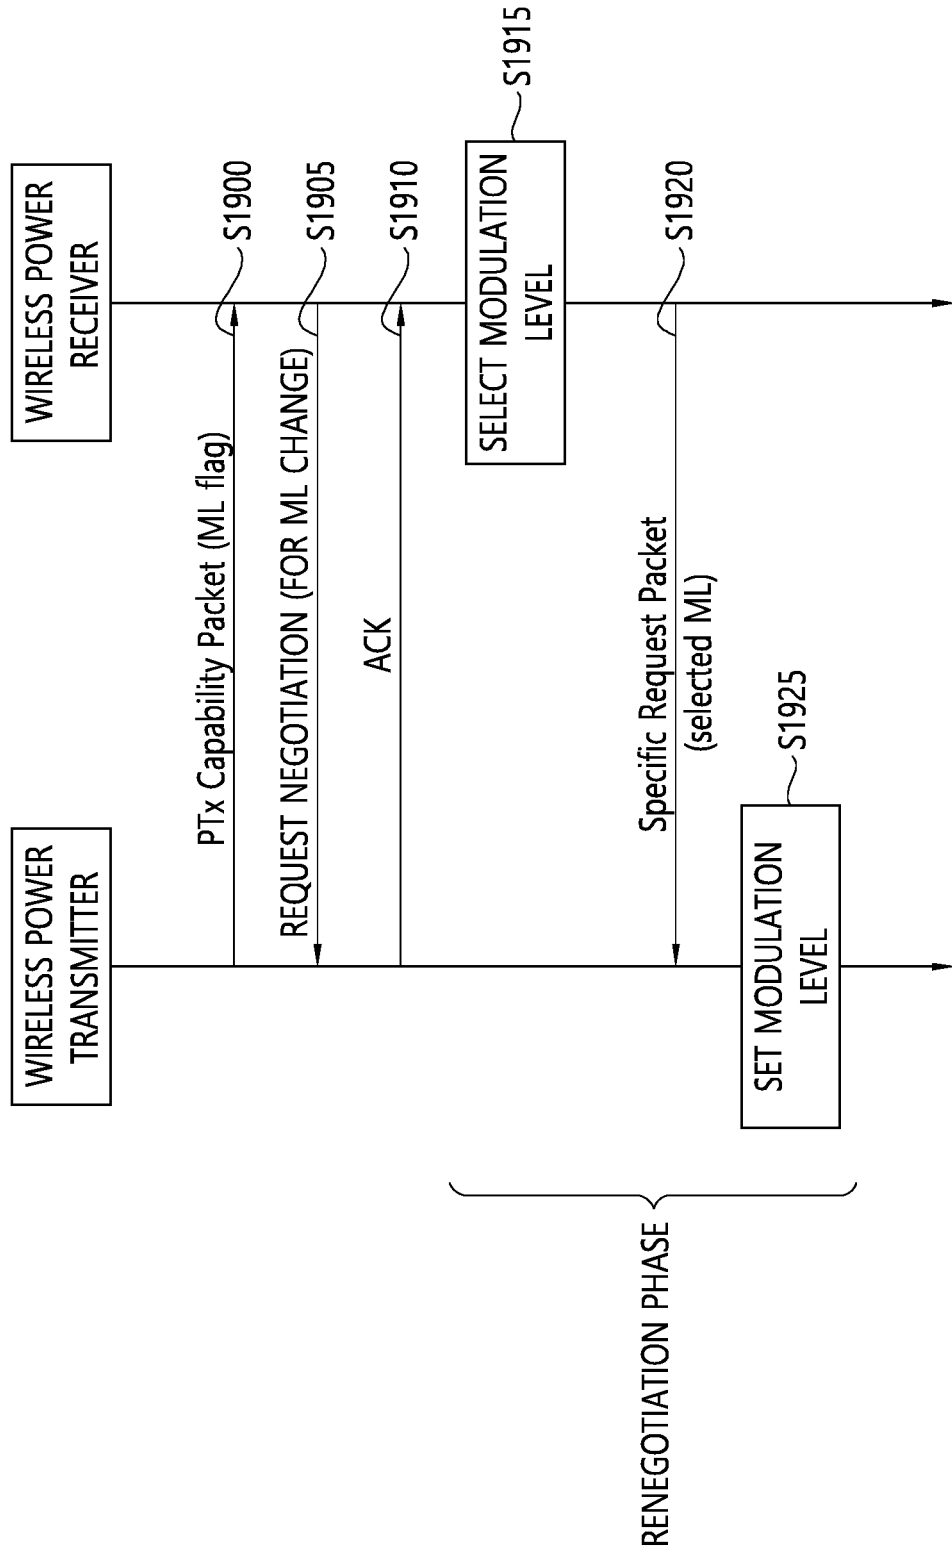 WIRELESS POWER
TRANSMITTER
WIRELESS POWER
RECEIVER
PTx Capability Packet (ML flag)
S1900
REQUEST NEGOTIATION (FOR ML CHANGE)
S1905
ACK
S1910
SELECT MODULATION
LEVEL
S1915
RENEGOTIATION PHASE
Specific Request Packet
(selected ML)
S1920
SET MODULATION
LEVEL
S1925